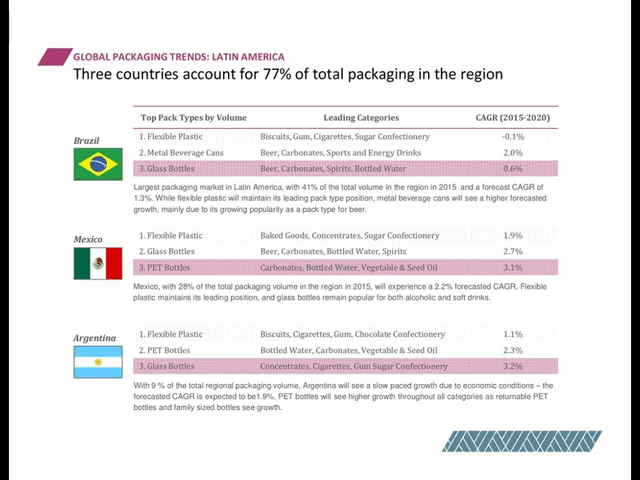 GLOBAL PACKAGING TRENDS: LATIN AMERICA
Three countries account for 77% of total packaging in the region
Top Pack Types by Volume Leading Categories CAGR (2015-2020)
Brazil
1. Flexible Plastic Biscuits, Gum, Cigarettes, Sugar Confectionery -0.1%
2. Metal Beverage Cans Beer, Carbonates, Sports and Energy Drinks 2.0%
3. Glass Bottles Beer, Carbonates, Spirits, Bottled Water 0.6%
Largest packaging market in Latin America, with 41% of the total volume in the region in 2015 and a forecast CAGR of
1.3%. While flexible plastic will maintain its leading pack type position, metal beverage cans will see a higher forecasted
growth, mainly due to its growing popularity as a pack type for beer.
Mexico
1. Flexible Plastic Baked Goods, Concentrates, Sugar Confectionery 1.9%
2. Glass Bottles Beer, Carbonates, Bottled Water, Spirits 2.7%
3. PET Bottles Carbonates, Bottled Water, Vegetable & Seed Oil 3.1%
Mexico, with 28% of the total packaging volume in the region in 2015, will experience a 2.2% forecasted CAGR. Flexible
plastic maintains its leading position, and glass bottles remain popular for both alcoholic and soft drinks.
Argentina
1. Flexible Plastic Biscuits, Cigarettes, Gum, Chocolate Confectionery 1.1%
2. PET Bottles Bottled Water, Carbonates, Vegetable & Seed Oil 2.3%
3. Glass Bottles Concentrates, Cigarettes, Gum Sugar Confectionery 3.2%
With 9 % of the total regional packaging volume, Argentina will see a slow paced growth due to economic conditions – the
forecasted CAGR is expected to be1.9%. PET bottles will see higher growth throughout all categories as returnable PET
bottles and family sized bottles see growth.